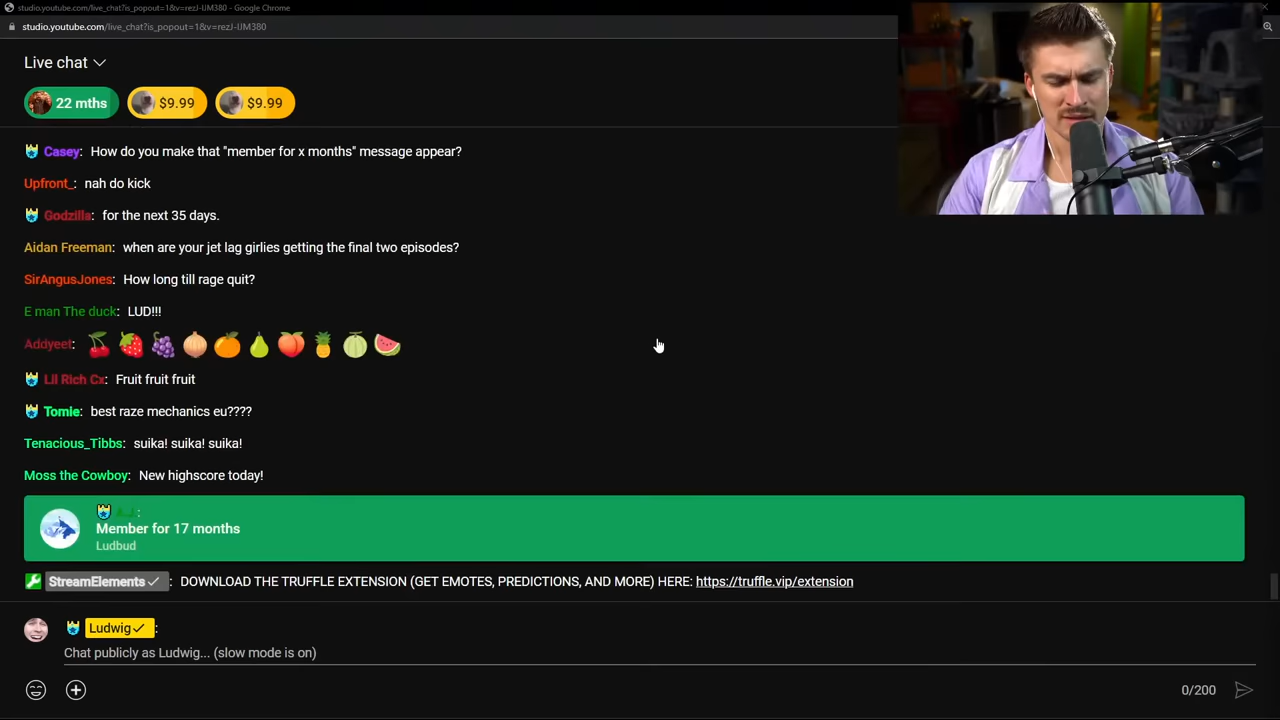 studio.youtube.com/live_chat?is_popout=1&v=rezJ-IJM380 - Google Chrome
studio.youtube.com/live_chat?is_popout=1&v=rezJ-IJM380
Live chat
22 mths $9.99 $9.99
Casey: How do you make that "member for x months" message appear?
Upfront_: nah do kick
Godzilla: for the next 35 days.
Aidan Freeman: when are your jet lag girlies getting the final two episodes?
SirAngusJones: How long till rage quit?
E man The duck: LUD!!!
Addyeet:
Lil Rich Cx: Fruit fruit fruit
Tomie: best raze mechanics eu????
Tenacious_Tibbs: suika! suika! suika!
Moss the Cowboy: New highscore today!
Member for 17 months
Ludbud
StreamElements: DOWNLOAD THE TRUFFLE EXTENSION (GET EMOTES, PREDICTIONS, AND MORE) HERE: https://truffle.vip/extension
Ludwig:
Chat publicly as Ludwig... (slow mode is on)
0/200